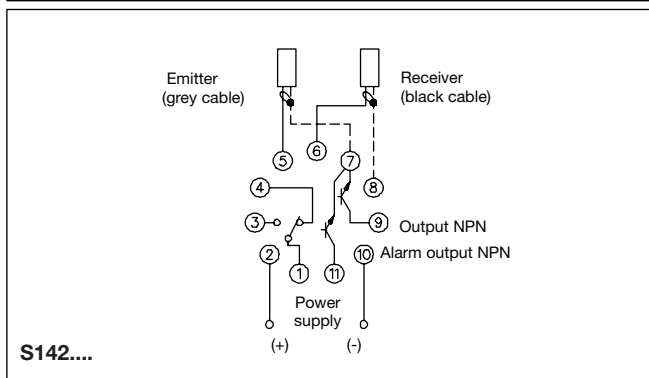 Emitter
(grey cable)
Receiver
(black cable)
5
6
7
8
4
3
9
Output NPN
2
10
Alarm output NPN
1
11
Power
supply
(+)
(-)
S142....